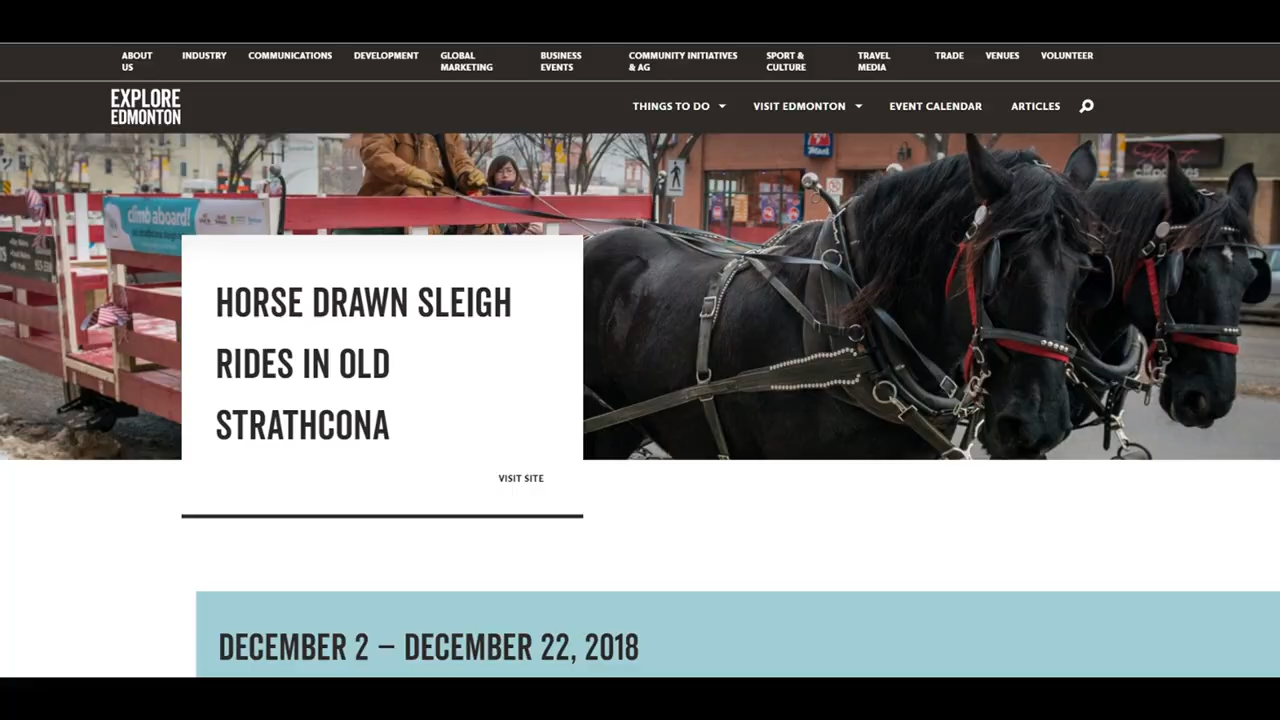 ABOUT US
INDUSTRY
COMMUNICATIONS
DEVELOPMENT
GLOBAL MARKETING
BUSINESS EVENTS
COMMUNITY INITIATIVES & AG
SPORT & CULTURE
TRAVEL MEDIA
TRADE
VENUES
VOLUNTEER
EXPLORE
EDMONTON
THINGS TO DO
VISIT EDMONTON
EVENT CALENDAR
ARTICLES
climb aboard!
HORSE DRAWN SLEIGH
RIDES IN OLD
STRATHCONA
VISIT SITE
DECEMBER 2 – DECEMBER 22, 2018